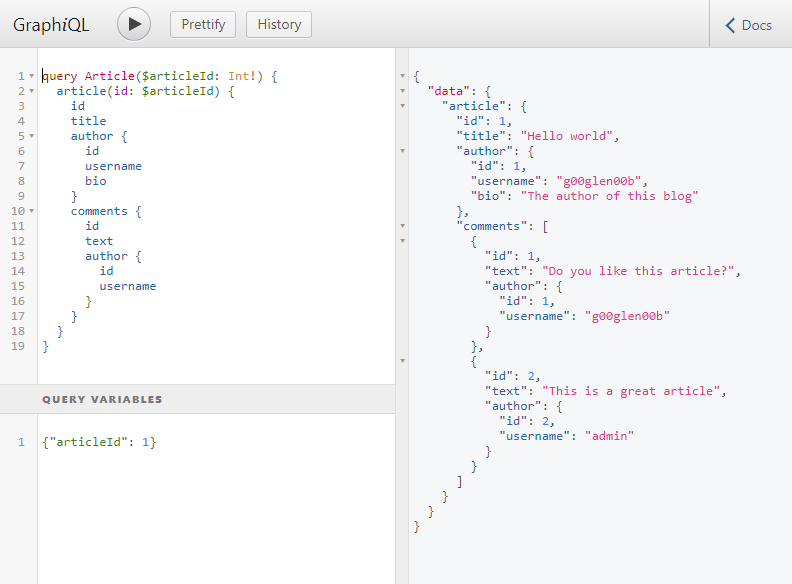 GraphiQL
Prettify
History
Docs
1 query Article($articleId: Int!) {
2 article(id: $articleId) {
3 id
4 title
5 author {
6 id
7 username
8 bio
9 }
10 comments {
11 id
12 text
13 author {
14 id
15 username
16 }
17 }
18 }
19 }
QUERY VARIABLES
1 {"articleId": 1}
{
"data": {
"article": {
"id": 1,
"title": "Hello world",
"author": {
"id": 1,
"username": "g00glen00b",
"bio": "The author of this blog"
},
"comments": [
{
"id": 1,
"text": "Do you like this article?",
"author": {
"id": 1,
"username": "g00glen00b"
}
},
{
"id": 2,
"text": "This is a great article",
"author": {
"id": 2,
"username": "admin"
}
}
]
}
}
}